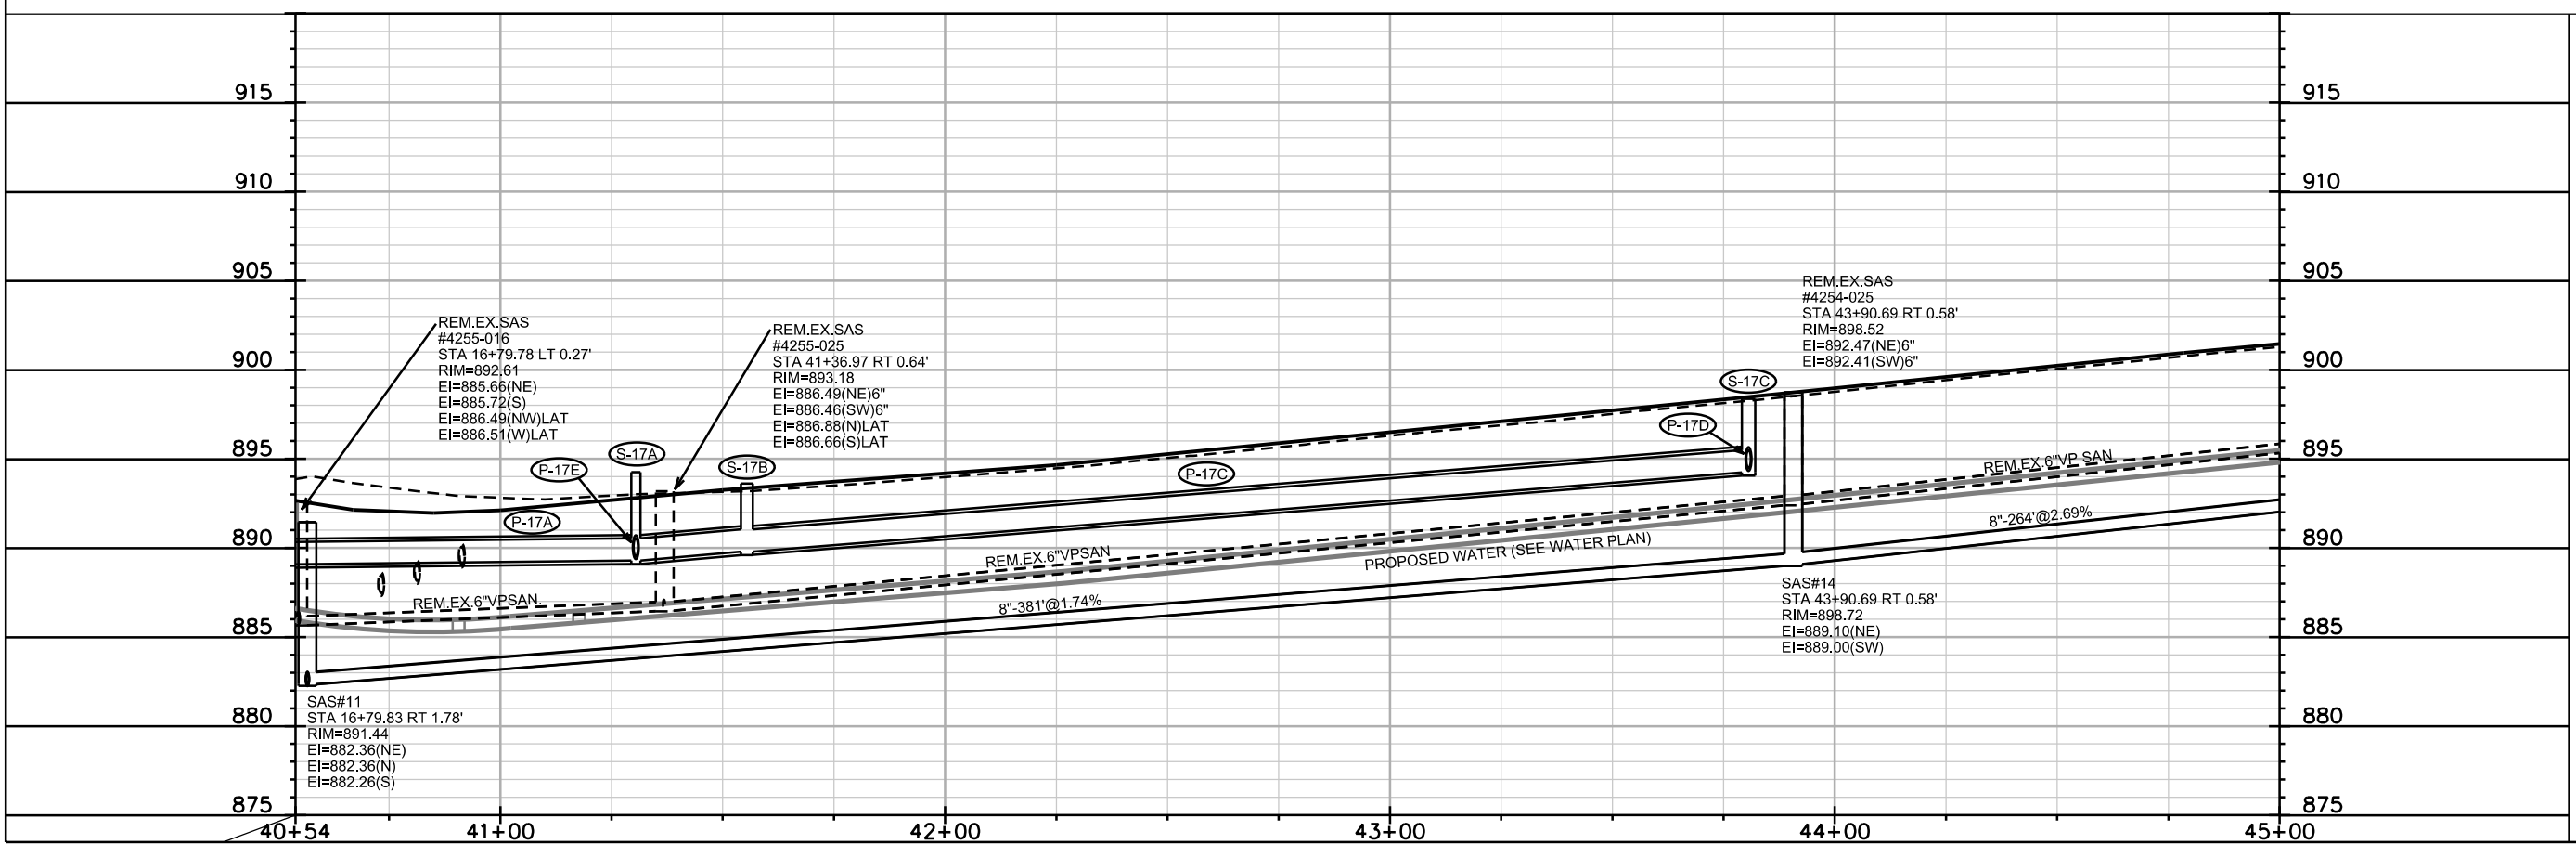 915
915
910
910
905
905
900
900
895
895
890
890
885
885
880
880
875
875
REM.EX.SAS
#4255-016
STA 16+79.78 LT 0.27'
RIM=892.61
EI=885.66(NE)
EI=885.72(S)
EI=886.49(NW)LAT
EI=886.51(W)LAT
REM.EX.SAS
#4255-025
STA 41+36.97 RT 0.64'
RIM=893.18
EI=886.49(NE)6"
EI=886.46(SW)6"
EI=886.88(N)LAT
EI=886.66(S)LAT
REM.EX.SAS
#4254-025
STA 43+90.69 RT 0.58'
RIM=898.52
EI=892.47(NE)6"
EI=892.41(SW)6"
S-17C
P-17D
S-17A
P-17E
S-17B
P-17C
P-17A
REM.EX.6"VP SAN
REM.EX.6"VPSAN
REM.EX.6"VPSAN.
PROPOSED WATER (SEE WATER PLAN)
8"-264'@2.69%
8"-381'@1.74%
SAS#14
STA 43+90.69 RT 0.58'
RIM=898.72
EI=889.10(NE)
EI=889.00(SW)
SAS#11
STA 16+79.83 RT 1.78'
RIM=891.44
EI=882.36(NE)
EI=882.36(N)
EI=882.26(S)
40+54
41+00
42+00
43+00
44+00
45+00